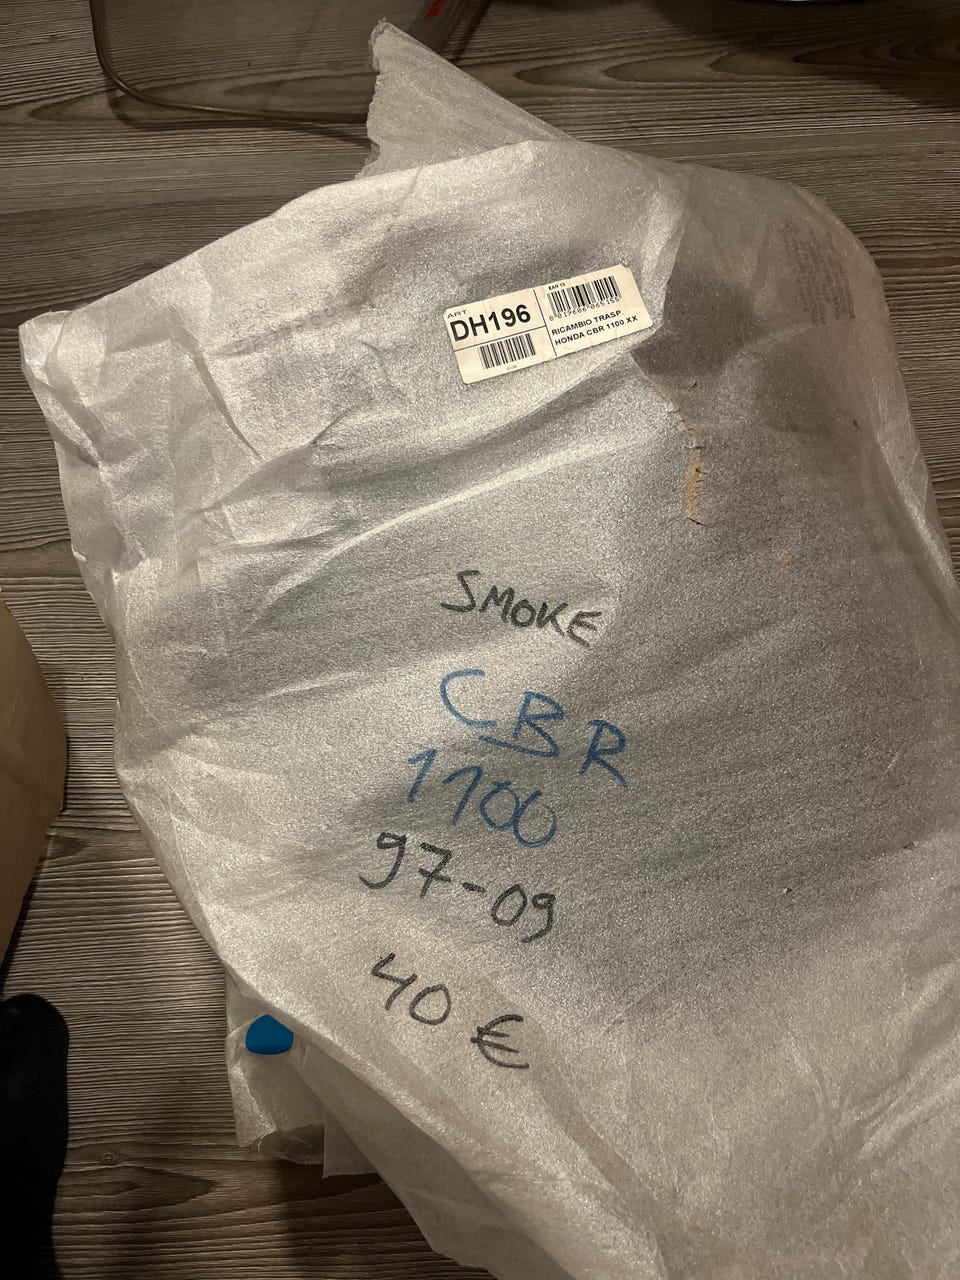 ART
DH196
EAN 13
RICAMBIO TRASP.
HONDA CBR 1100 XX
SMOKE
CBR
1100
97-09
40 €